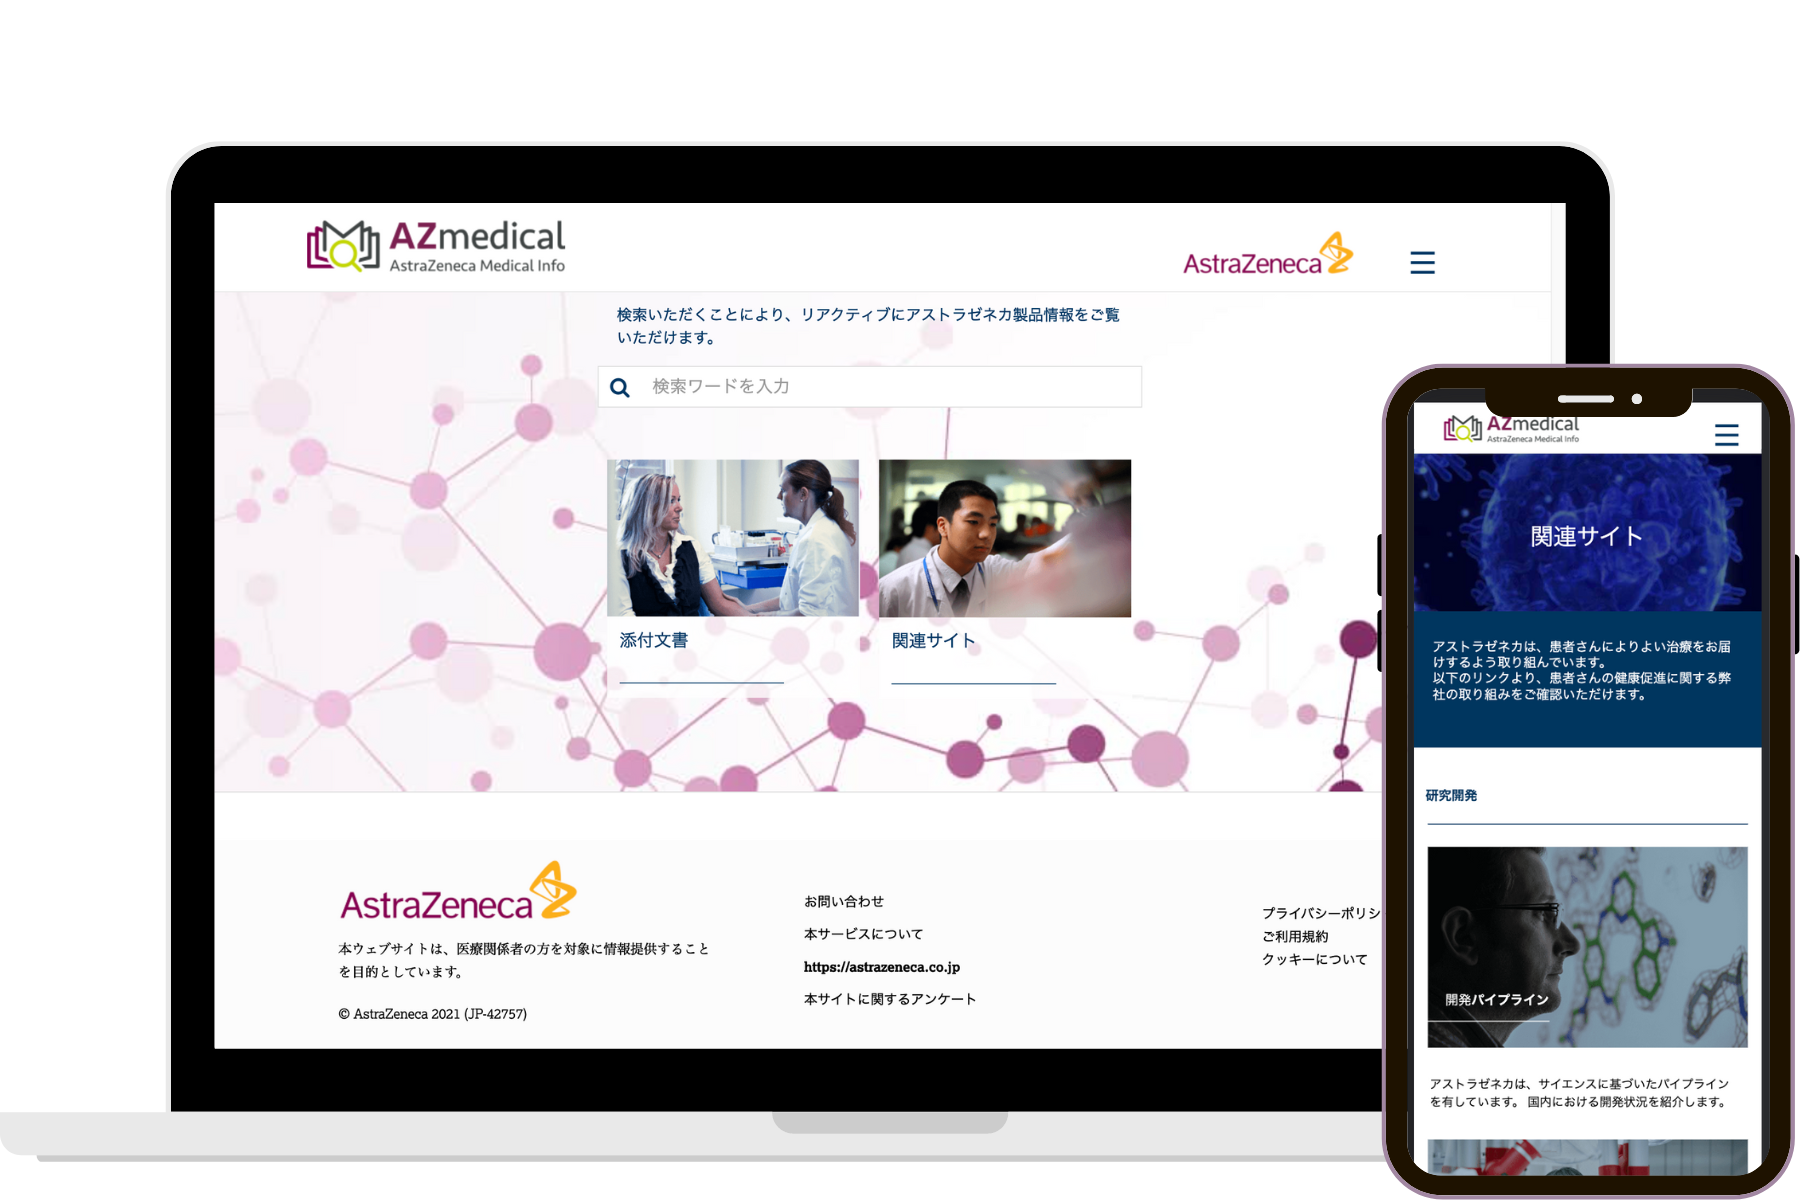 AZmedical
AstraZeneca Medical Info
AstraZeneca
検索いただくことにより、リアクティブにアストラゼネカ製品情報をご覧
いただけます。
検索ワードを入力
添付文書
関連サイト
AstraZeneca
本ウェブサイトは、医療関係者の方を対象に情報提供すること
を目的としています。
© AstraZeneca 2021 (JP-42757)
お問い合わせ
本サービスについて
https://astrazeneca.co.jp
本サイトに関するアンケート
プライバシーポリシ
ご利用規約
クッキーについて
AZmedical
AstraZeneca Medical Info
関連サイト
アストラゼネカは、患者さんによりよい治療をお届
けするよう取り組んでいます。
以下のリンクより、患者さんの健康促進に関する弊
社の取り組みをご確認いただけます。
研究開発
開発パイプライン
アストラゼネカは、サイエンスに基づいたパイプライン
を有しています。 国内における開発状況を紹介します。